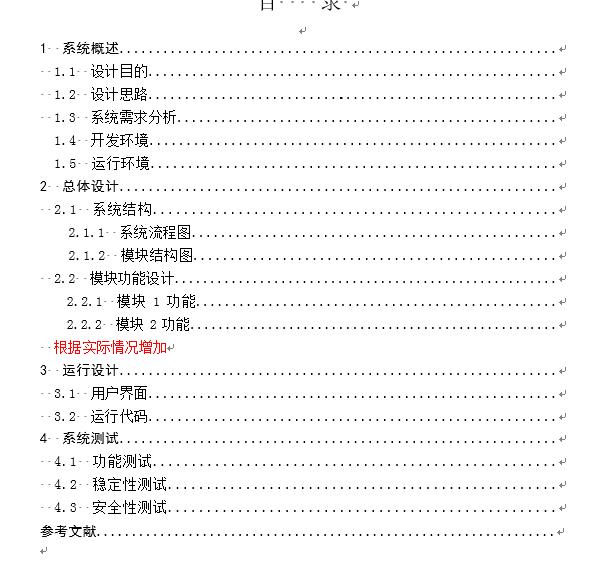 目 录
1 系统概述
1.1 设计目的
1.2 设计思路
1.3 系统需求分析
1.4 开发环境
1.5 运行环境
2 总体设计
2.1 系统结构
2.1.1 系统流程图
2.1.2 模块结构图
2.2 模块功能设计
2.2.1 模块 1 功能
2.2.2 模块 2 功能
根据实际情况增加
3 运行设计
3.1 用户界面
3.2 运行代码
4 系统测试
4.1 功能测试
4.2 稳定性测试
4.3 安全性测试
参考文献